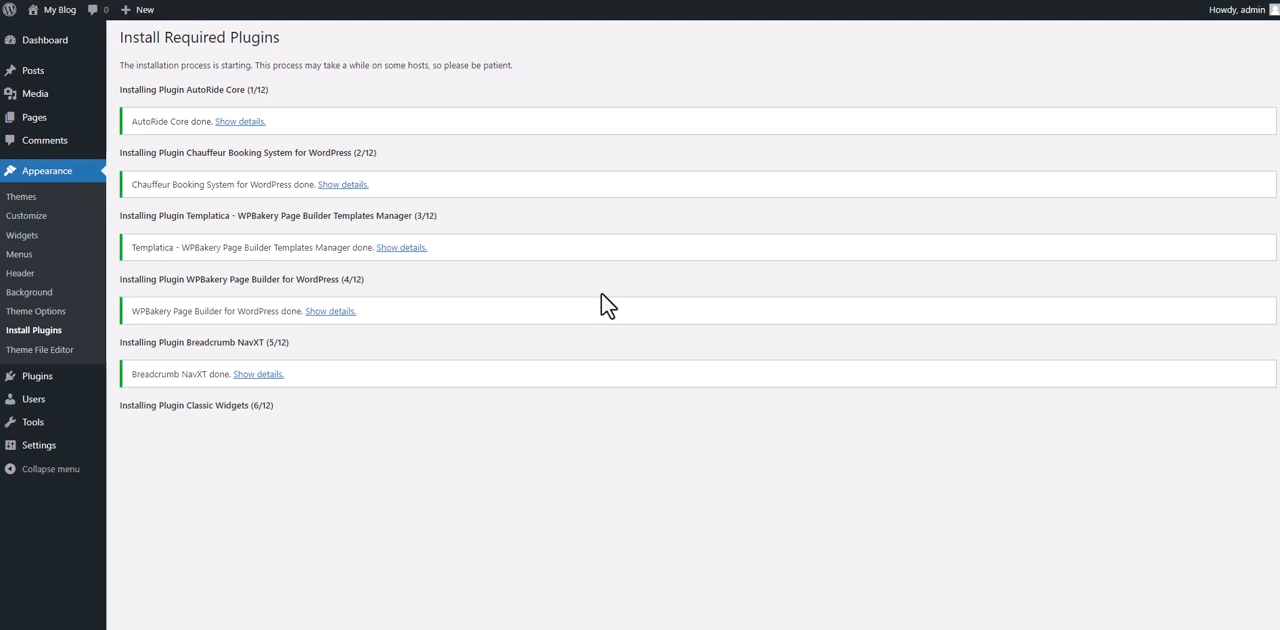 My Blog 0 New Howdy, admin
Dashboard
Posts
Media
Pages
Comments
Appearance
Themes
Customize
Widgets
Menus
Header
Background
Theme Options
Install Plugins
Theme File Editor
Plugins
Users
Tools
Settings
Collapse menu
Install Required Plugins
The installation process is starting. This process may take a while on some hosts, so please be patient.
Installing Plugin AutoRide Core (1/12)
AutoRide Core done. Show details.
Installing Plugin Chauffeur Booking System for WordPress (2/12)
Chauffeur Booking System for WordPress done. Show details.
Installing Plugin Templatica - WPBakery Page Builder Templates Manager (3/12)
Templatica - WPBakery Page Builder Templates Manager done. Show details.
Installing Plugin WPBakery Page Builder for WordPress (4/12)
WPBakery Page Builder for WordPress done. Show details.
Installing Plugin Breadcrumb NavXT (5/12)
Breadcrumb NavXT done. Show details.
Installing Plugin Classic Widgets (6/12)